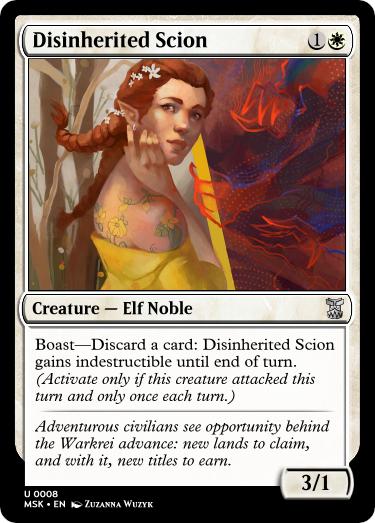 Disinherited Scion 1
Creature — Elf Noble
Boast—Discard a card: Disinherited Scion
gains indestructible until end of turn.
(Activate only if this creature attacked this
turn and only once each turn.)
Adventurous civilians see opportunity behind
the Warkrei advance: new lands to claim,
and with it, new titles to earn.
3/1
U 0008
MSK • EN Zuzanna Wuzyk